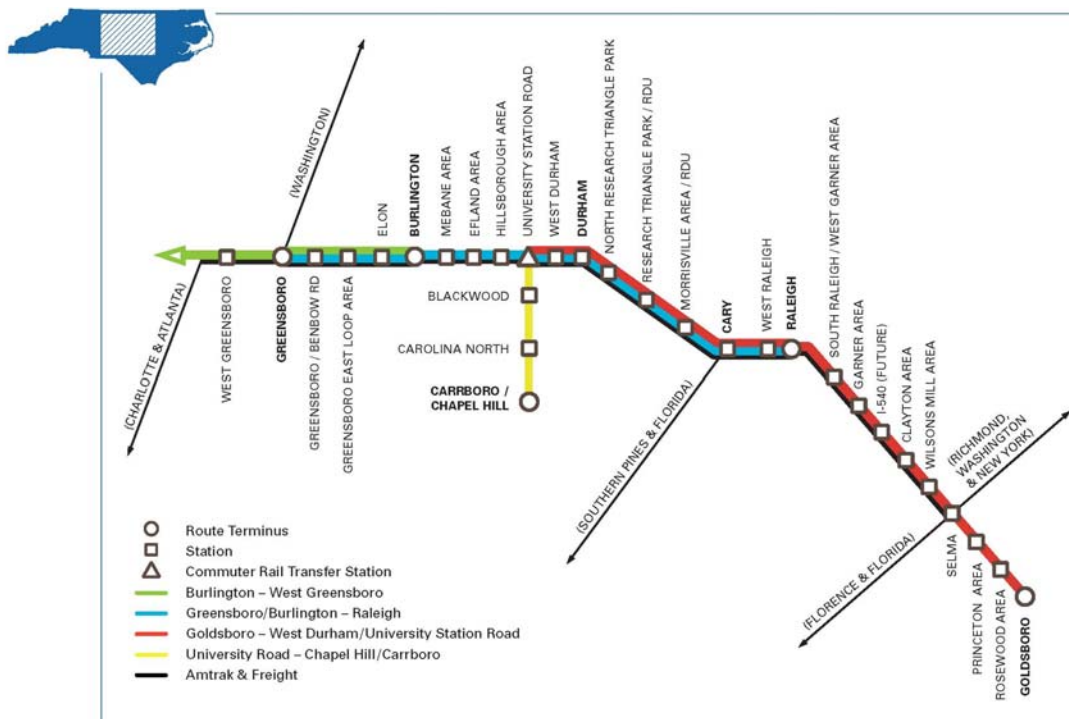 (WASHINGTON)
(CHARLOTTE & ATLANTA)
WEST GREENSBORO
GREENSBORO
GREENSBORO / BENBOW RD
GREENSBORO EAST LOOP AREA
ELON
BURLINGTON
MEBANE AREA
EFLAND AREA
HILLSBOROUGH AREA
UNIVERSITY STATION ROAD
WEST DURHAM
DURHAM
NORTH RESEARCH TRIANGLE PARK
RESEARCH TRIANGLE PARK / RDU
MORRISVILLE AREA / RDU
CARY
WEST RALEIGH
RALEIGH
SOUTH RALEIGH / WEST GARNER AREA
GARNER AREA
I-540 (FUTURE)
CLAYTON AREA
WILSONS MILL AREA
BLACKWOOD
CAROLINA NORTH
CARRBORO /
CHAPEL HILL
(SOUTHERN PINES & FLORIDA)
(RICHMOND,
WASHINGTON
& NEW YORK)
(FLORENCE & FLORIDA)
SELMA
PRINCETON AREA
ROSEWOOD AREA
GOLDSBORO
Route Terminus
Station
Commuter Rail Transfer Station
Burlington – West Greensboro
Greensboro/Burlington – Raleigh
Goldsboro – West Durham/University Station Road
University Road – Chapel Hill/Carrboro
Amtrak & Freight